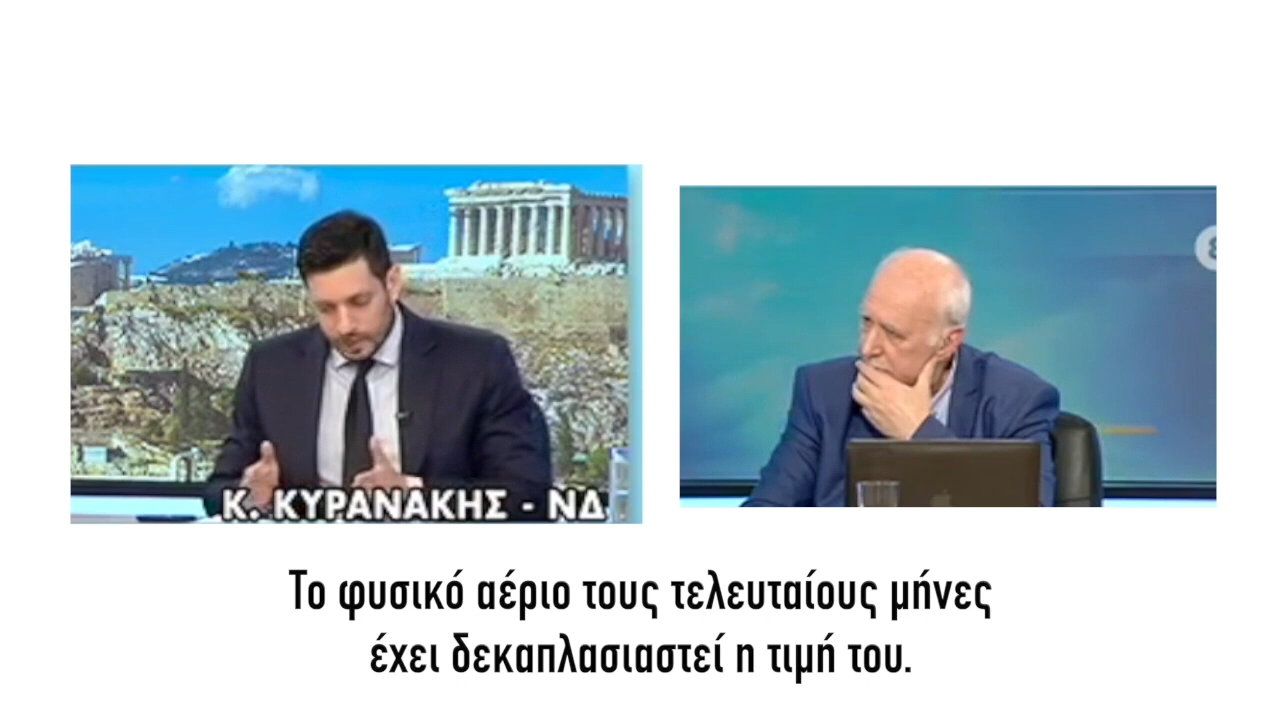 Κ. ΚΥΡΑΝΑΚΗΣ - ΝΔ
Το φυσικό αέριο τους τελευταίους μήνες
έχει δεκαπλασιαστεί η τιμή του.